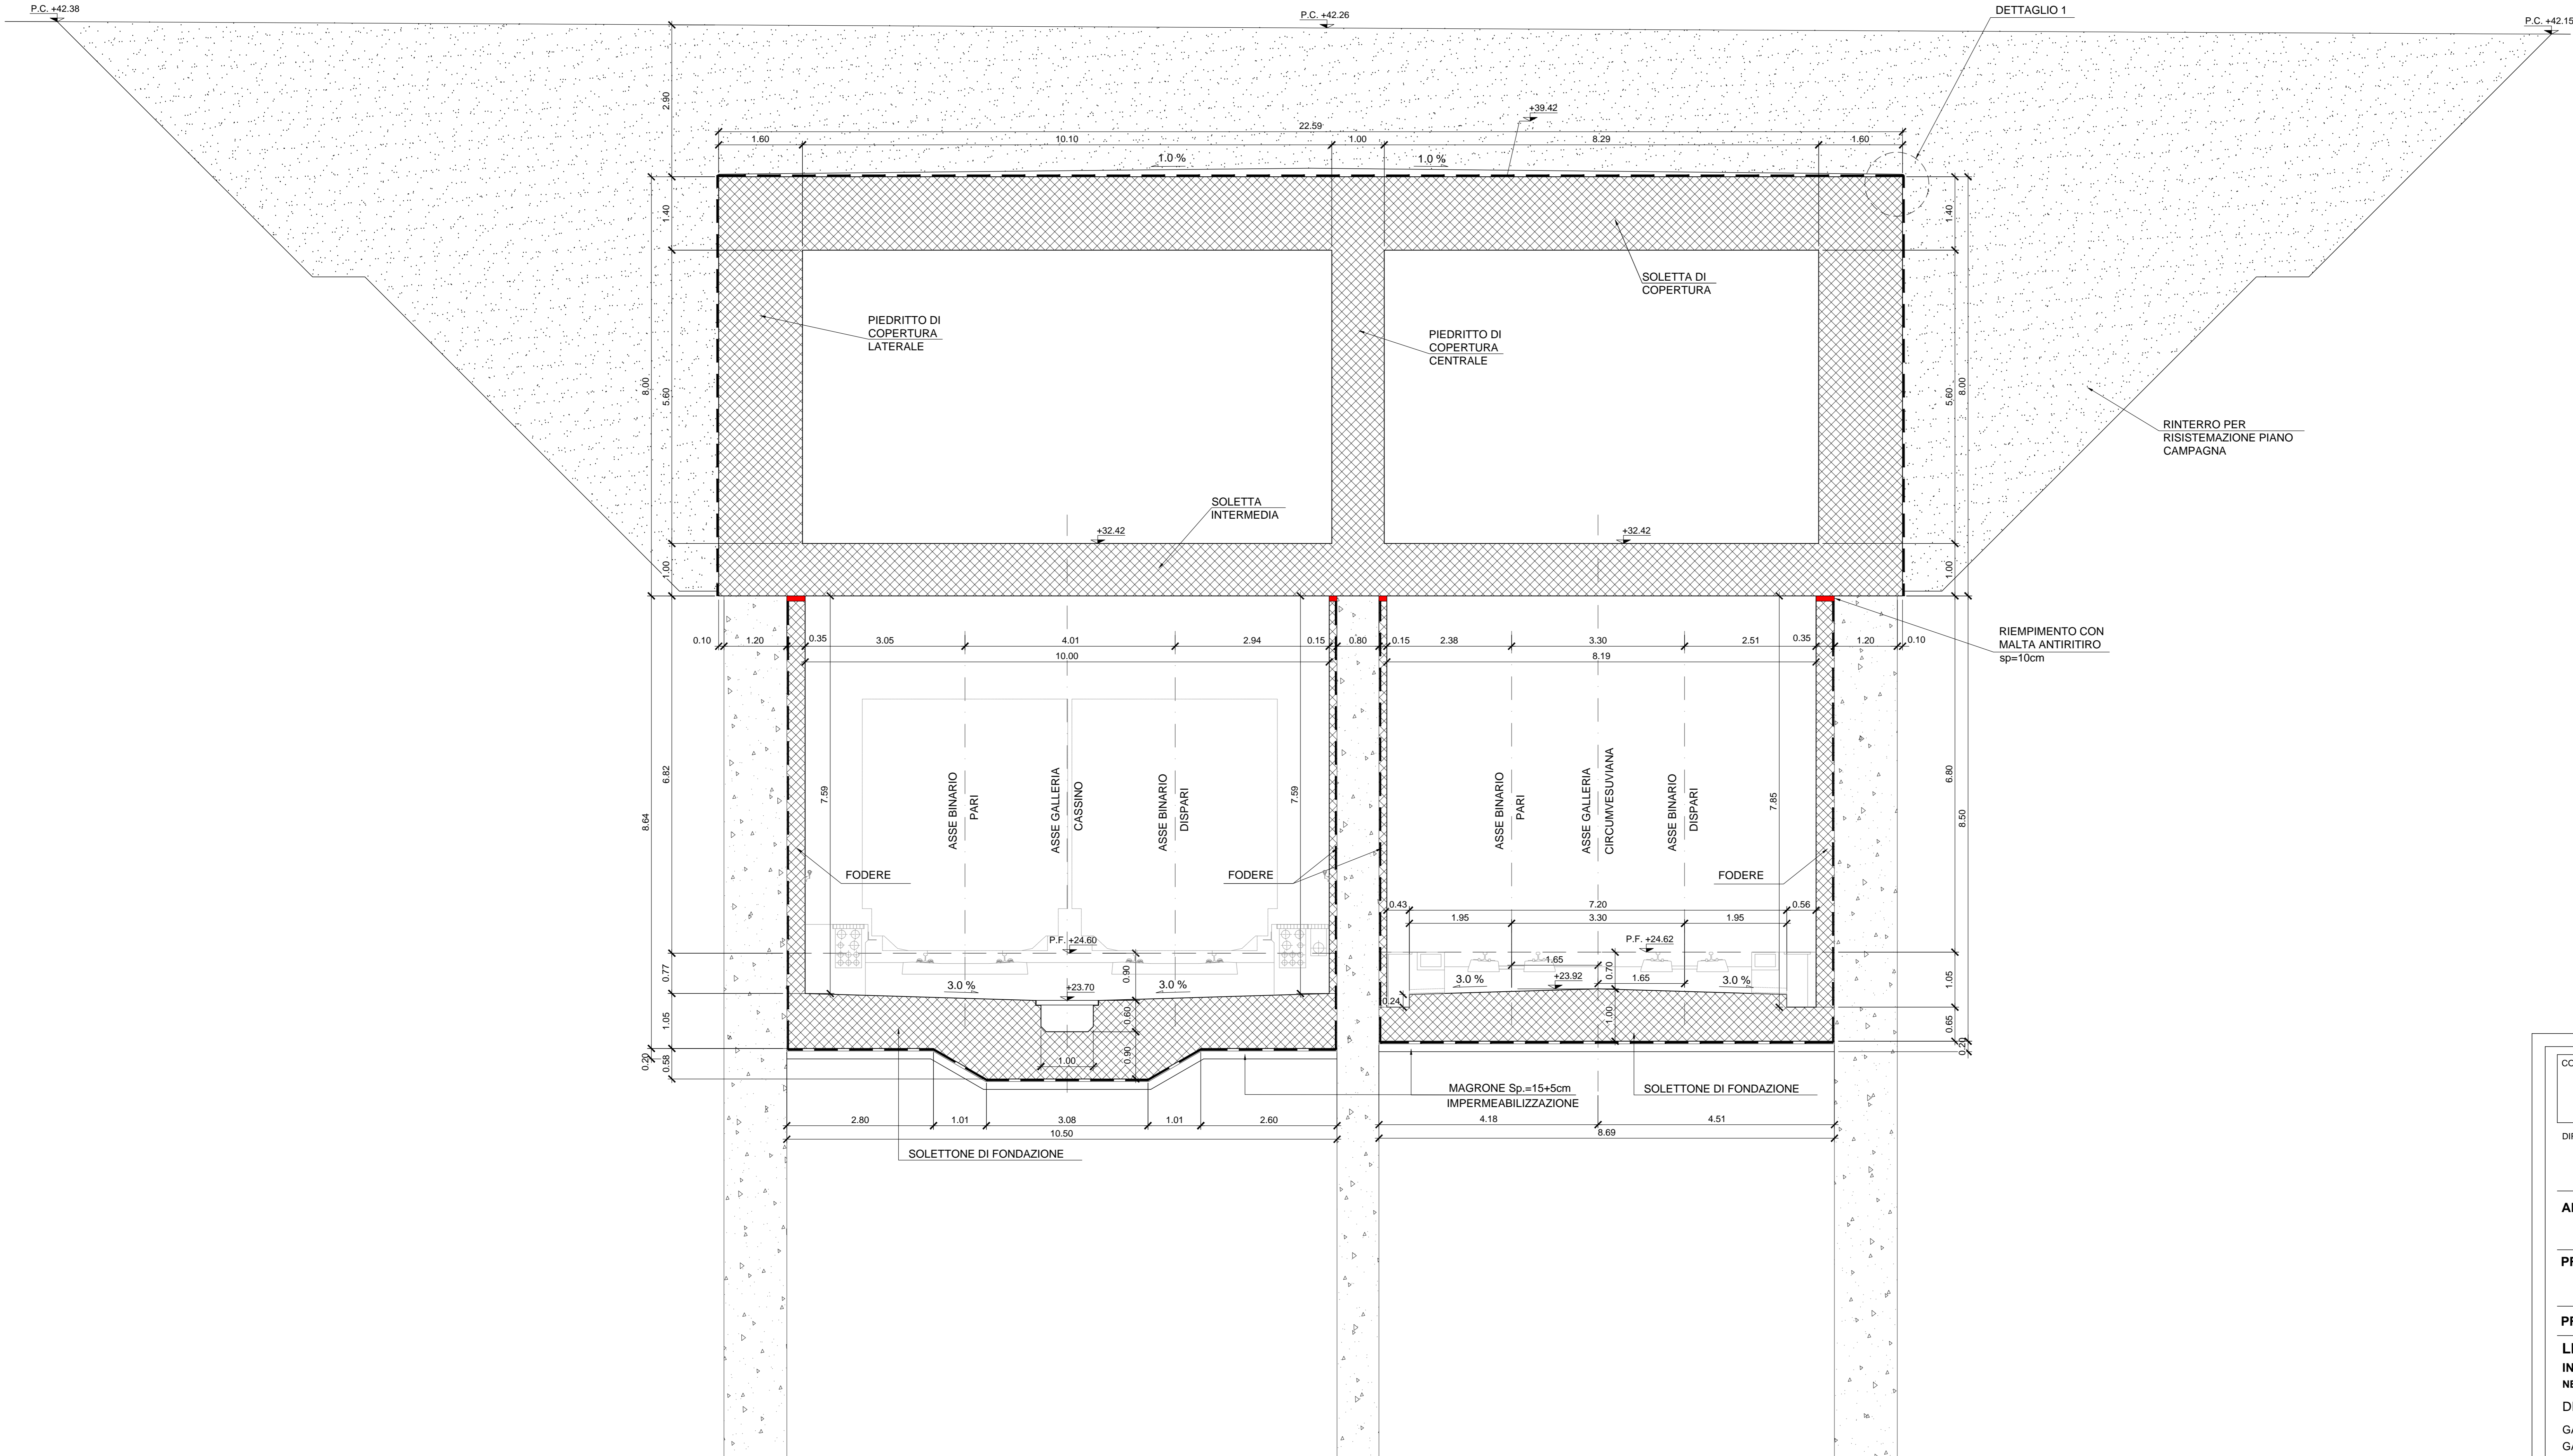 P.C. +42.38
P.C. +42.26
DETTAGLIO 1
P.C. +42.15
2.90
+39.42
22.59
1.60
10.10
1.00
8.29
1.60
1.0 %
1.0 %
1.40
1.40
SOLETTA DI
COPERTURA
PIEDRITTO DI
COPERTURA
LATERALE
PIEDRITTO DI
COPERTURA
CENTRALE
8.00
5.60
5.60
8.00
RINTERRO PER
RISISTEMAZIONE PIANO
CAMPAGNA
SOLETTA
INTERMEDIA
+32.42
+32.42
1.00
1.00
0.10
1.20
0.35
3.05
4.01
2.94
0.15
0.80
0.15
2.38
3.30
2.51
0.35
1.20
0.10
10.00
8.19
RIEMPIMENTO CON
MALTA ANTIRITIRO
sp=10cm
8.64
6.82
7.59
ASSE BINARIO
PARI
ASSE GALLERIA
CASSINO
ASSE BINARIO
DISPARI
7.59
ASSE BINARIO
PARI
ASSE GALLERIA
CIRCUMVESUVIANA
ASSE BINARIO
DISPARI
7.85
6.80
8.50
FODERE
FODERE
FODERE
0.43
7.20
0.56
1.95
3.30
1.95
P.F. +24.60
P.F. +24.62
0.77
0.90
3.0 %
+23.70
3.0 %
1.65
0.70
3.0 %
+23.92
1.65
3.0 %
0.24
1.05
1.05
0.60
1.00
0.65
0.20
0.58
1.00
0.90
0.20
MAGRONE Sp.=15+5cm
IMPERMEABILIZZAZIONE
SOLETTONE DI FONDAZIONE
2.80
1.01
3.08
1.01
2.60
4.18
4.51
10.50
8.69
SOLETTONE DI FONDAZIONE